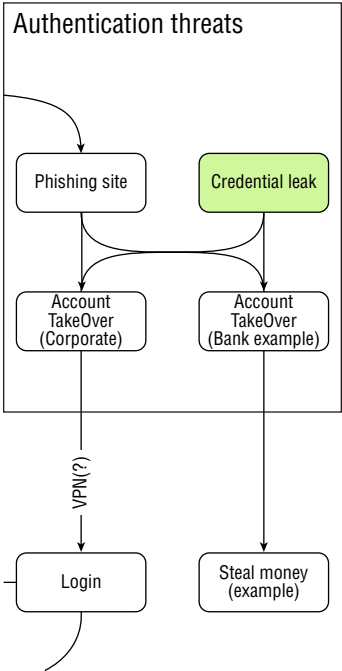 Authentication threats
Phishing site
Credential leak
Account
TakeOver
(Corporate)
Account
TakeOver
(Bank example)
VPN(?)
Login
Steal money
(example)